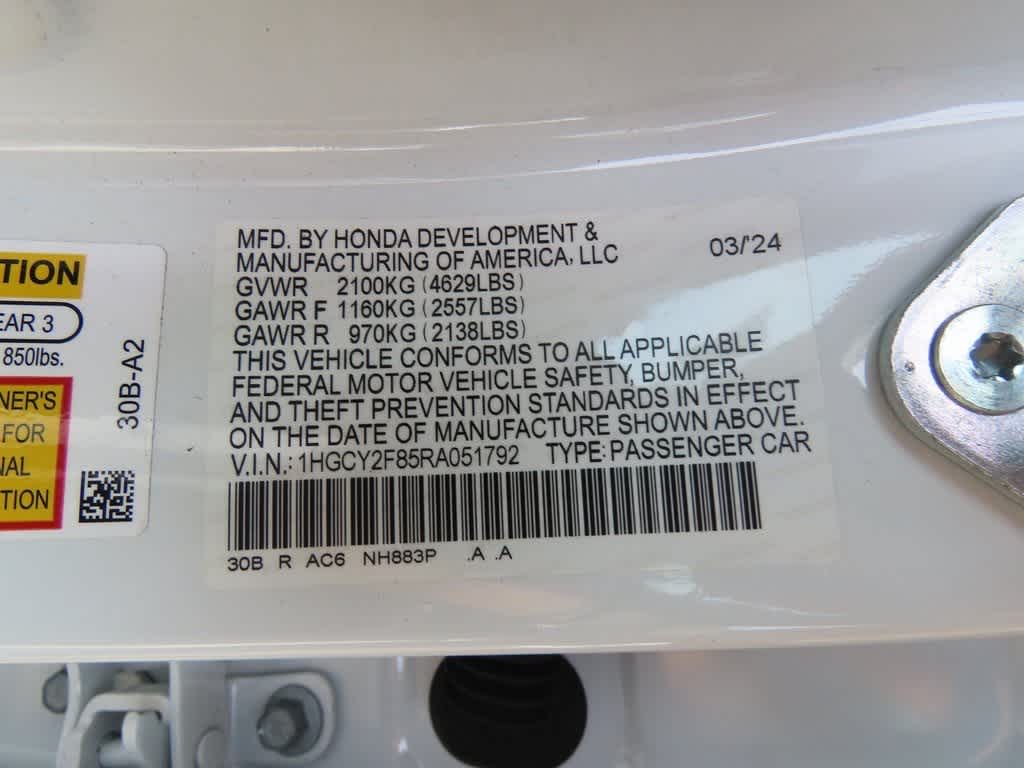 MFD. BY HONDA DEVELOPMENT &
MANUFACTURING OF AMERICA, LLC
03/'24
GVWR 2100KG (4629LBS)
GAWR F 1160KG (2557LBS)
GAWR R 970KG (2138LBS)
THIS VEHICLE CONFORMS TO ALL APPLICABLE
FEDERAL MOTOR VEHICLE SAFETY, BUMPER,
AND THEFT PREVENTION STANDARDS IN EFFECT
ON THE DATE OF MANUFACTURE SHOWN ABOVE.
V.I.N.: 1HGCY2F85RA051792 TYPE: PASSENGER CAR
30B R AC6 NH883P .A .A
TION
EAR 3
850lbs.
NER'S
FOR
NAL
TION
30B-A2